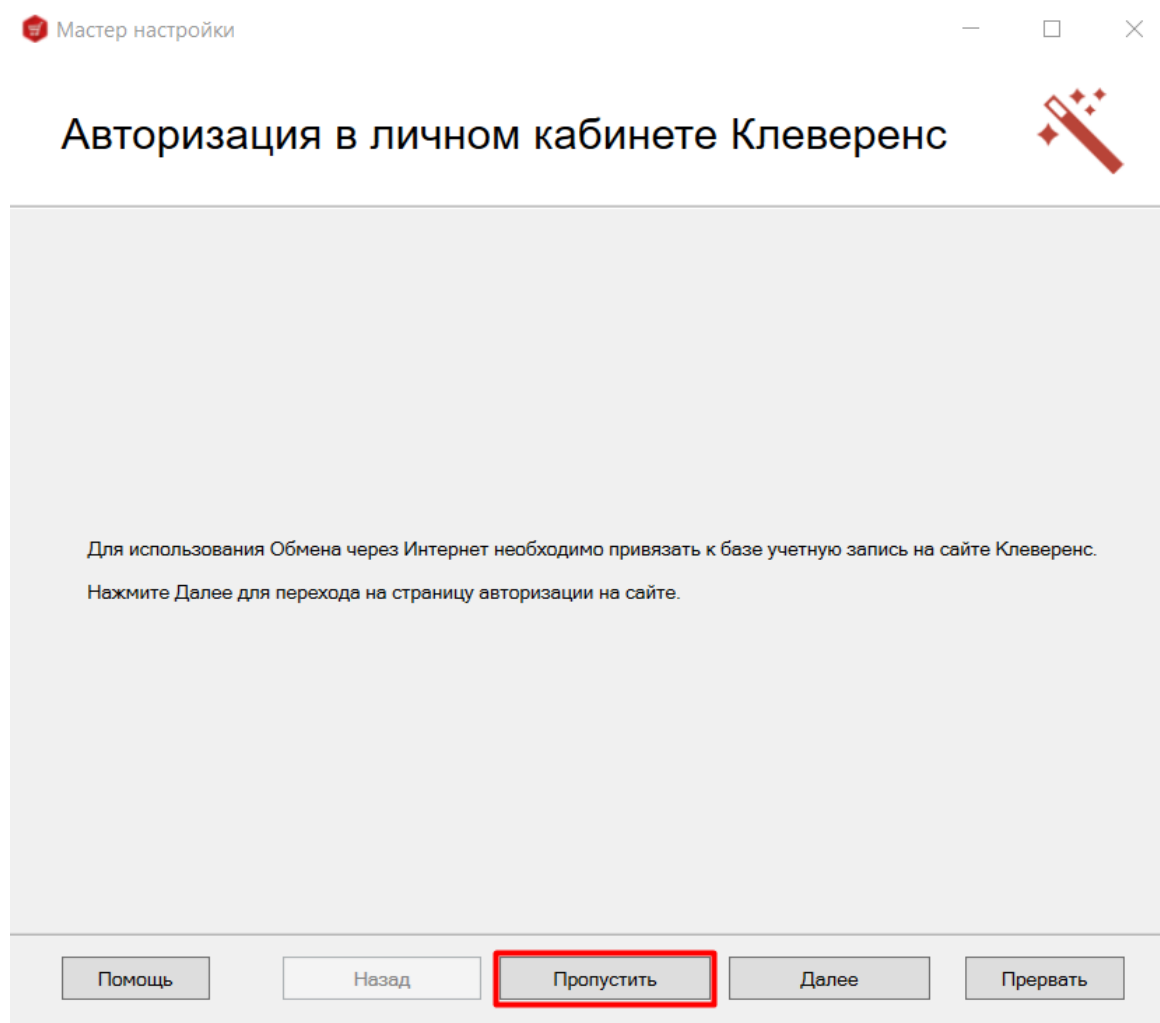 Мастер настройки
Авторизация в личном кабинете Клеверенс
Для использования Обмена через Интернет необходимо привязать к базе учетную запись на сайте Клеверенс.
Нажмите Далее для перехода на страницу авторизации на сайте.
Помощь
Назад
Пропустить
Далее
Прервать